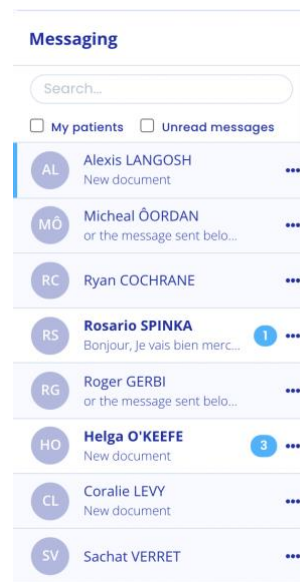 Messaging
Search...
My patients Unread messages
AL
Alexis LANGOSH
New document
MÔ
Micheal ÔORDAN
or the message sent belo...
RC
Ryan COCHRANE
RS
Rosario SPINKA
Bonjour, Je vais bien merc...
1
RG
Roger GERBI
or the message sent belo...
HO
Helga O'KEEFE
New document
3
CL
Coralie LEVY
New document
SV
Sachat VERRET